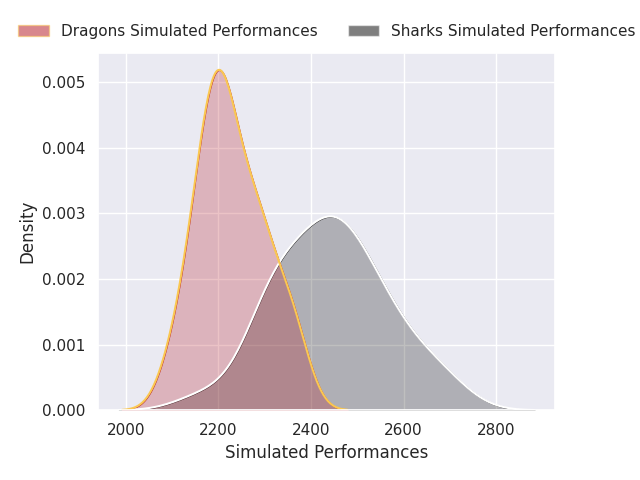 Dragons Simulated Performances
Sharks Simulated Performances
0.005
0.004
0.003
0.002
0.001
0.000
Density
2000 2200 2400 2600 2800
Simulated Performances